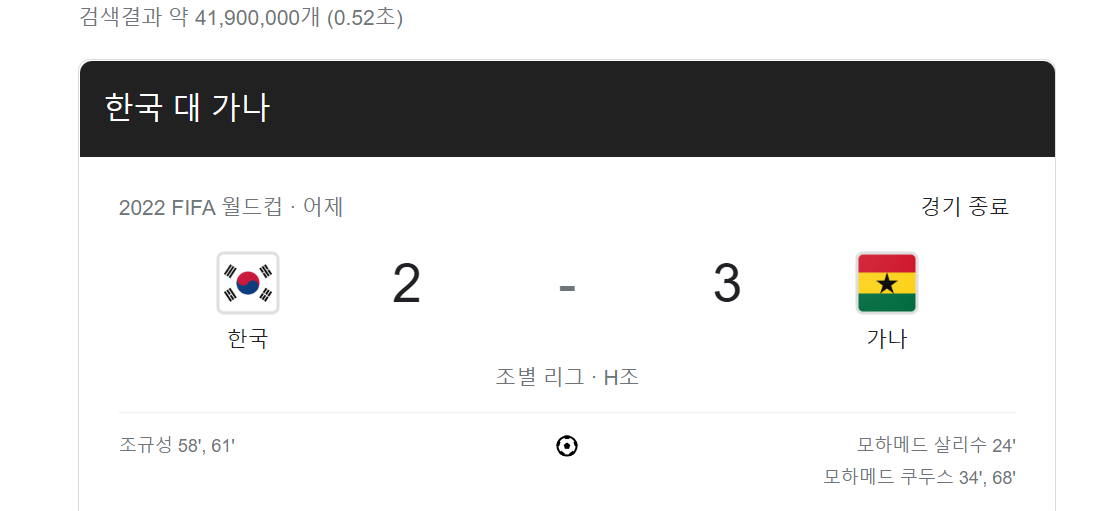 검색결과 약 41,900,000개 (0.52초)
한국 대 가나
2022 FIFA 월드컵 · 어제 경기 종료
2 - 3
한국 가나
조별 리그 · H조
조규성 58', 61' 모하메드 살리수 24'
모하메드 쿠두스 34', 68'